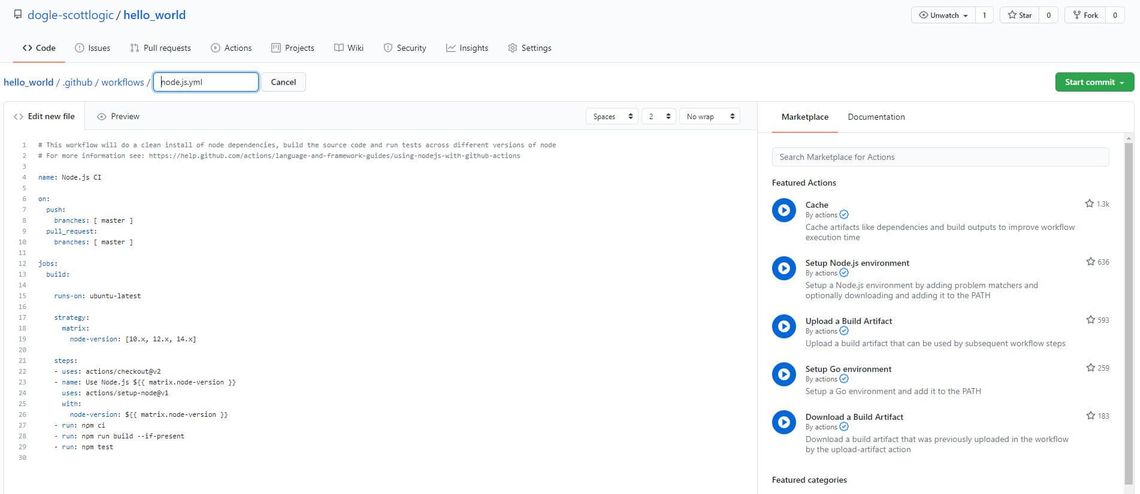 dogle-scottlogic / hello_world
Unwatch 1 Star 0 Fork 0
Code Issues Pull requests Actions Projects Wiki Security Insights Settings
hello_world / .github / workflows / node.js.yml Cancel Start commit
Edit new file Preview Spaces 2 No wrap
Marketplace Documentation
1 # This workflow will do a clean install of node dependencies, build the source code and run tests across different versions of node
2 # For more information see: https://help.github.com/actions/language-and-framework-guides/using-nodejs-with-github-actions
3
4 name: Node.js CI
5
6 on:
7 push:
8 branches: [ master ]
9 pull_request:
10 branches: [ master ]
11
12 jobs:
13 build:
14
15 runs-on: ubuntu-latest
16
17 strategy:
18 matrix:
19 node-version: [10.x, 12.x, 14.x]
20
21 steps:
22 - uses: actions/checkout@v2
23 - name: Use Node.js ${{ matrix.node-version }}
24 uses: actions/setup-node@v1
25 with:
26 node-version: ${{ matrix.node-version }}
27 - run: npm ci
28 - run: npm run build --if-present
29 - run: npm test
30
Search Marketplace for Actions
Featured Actions
Cache 1.3k
By actions
Cache artifacts like dependencies and build outputs to improve workflow
execution time
Setup Node.js environment 636
By actions
Setup a Node.js environment by adding problem matchers and
optionally downloading and adding it to the PATH
Upload a Build Artifact 593
By actions
Upload a build artifact that can be used by subsequent workflow steps
Setup Go environment 259
By actions
Setup a Go environment and add it to the PATH
Download a Build Artifact 183
By actions
Download a build artifact that was previously uploaded in the workflow
by the upload-artifact action
Featured categories